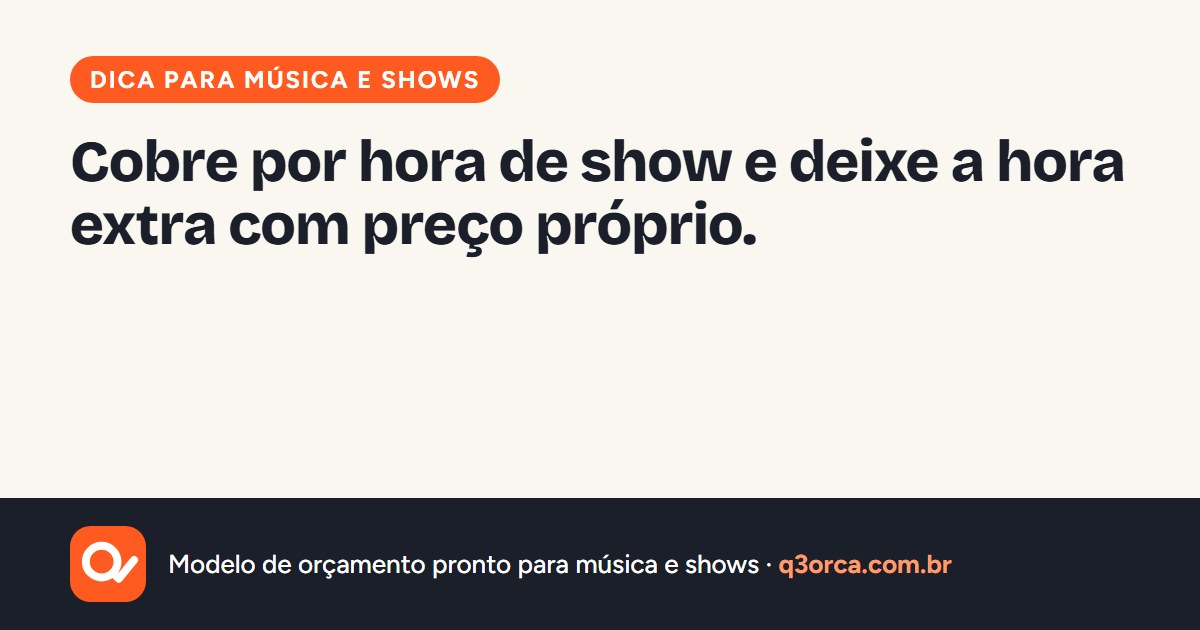 DICA PARA MÚSICA E SHOWS
Cobre por hora de show e deixe a hora
extra com preço próprio.
Modelo de orçamento pronto para música e shows · q3orca.com.br